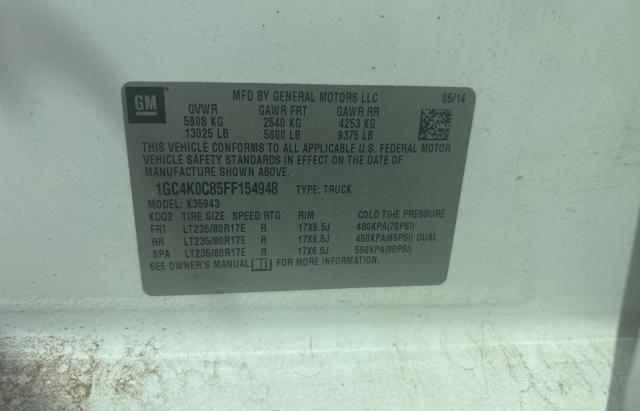 GM MFD BY GENERAL MOTORS LLC 05/14
GVWR GAWR FRT GAWR RR
5908 KG 2540 KG 4253 KG
13025 LB 5600 LB 9375 LB
THIS VEHICLE CONFORMS TO ALL APPLICABLE U.S. FEDERAL MOTOR
VEHICLE SAFETY STANDARDS IN EFFECT ON THE DATE OF
MANUFACTURE SHOWN ABOVE.
1GC4K0C85FF154948 TYPE: TRUCK
MODEL: K35943
KDQ2 TIRE SIZE SPEED RTG RIM COLD TIRE PRESSURE
FRT LT235/80R17E R 17X6.5J 480KPA(70PSI)
RR LT235/80R17E R 17X6.5J 450KPA(65PSI) DUAL
SPA LT235/80R17E R 17X6.5J 550KPA(80PSI)
SEE OWNER'S MANUAL FOR MORE INFORMATION.